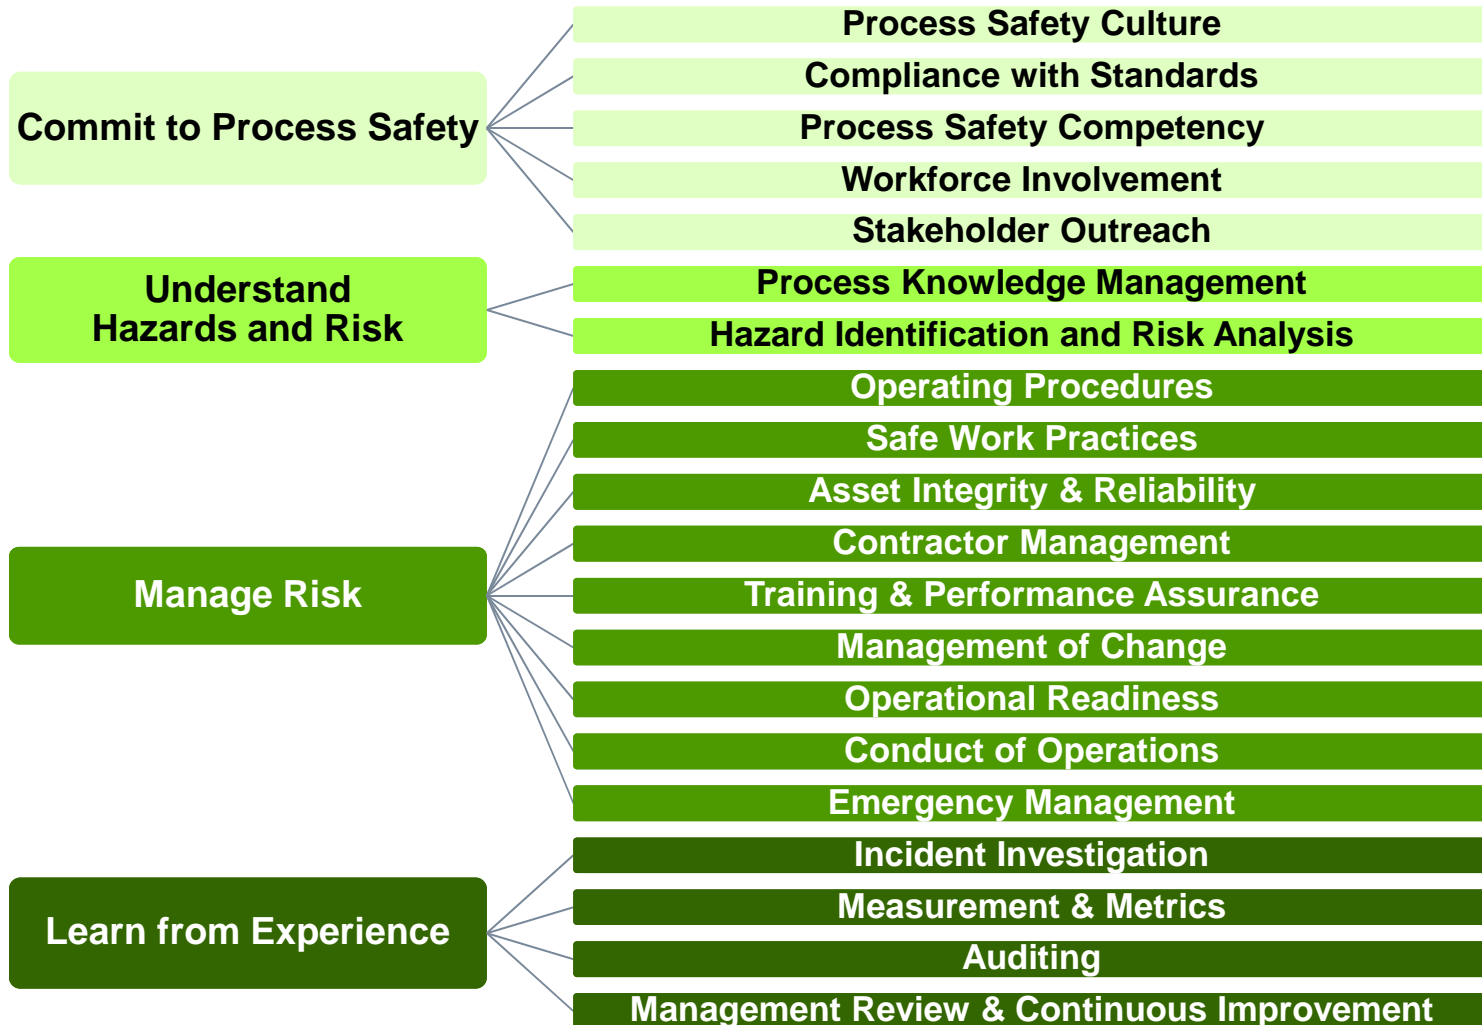 Commit to Process Safety
Process Safety Culture
Compliance with Standards
Process Safety Competency
Workforce Involvement
Stakeholder Outreach
Understand
Hazards and Risk
Process Knowledge Management
Hazard Identification and Risk Analysis
Manage Risk
Operating Procedures
Safe Work Practices
Asset Integrity & Reliability
Contractor Management
Training & Performance Assurance
Management of Change
Operational Readiness
Conduct of Operations
Emergency Management
Learn from Experience
Incident Investigation
Measurement & Metrics
Auditing
Management Review & Continuous Improvement